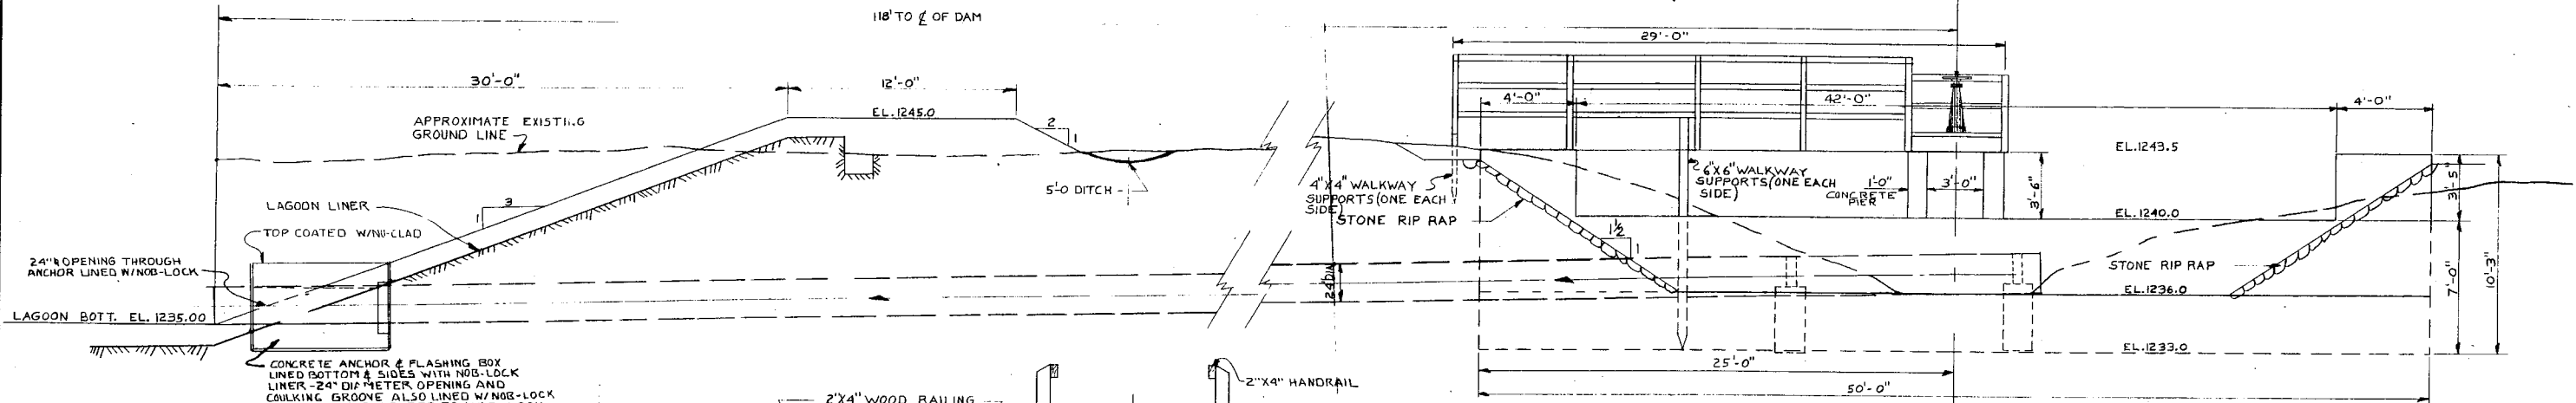 118' TO ℄ OF DAM
29'-0"
30'-0"
12'-0"
4'-0"
42'-0"
4'-0"
EL.1245.0
APPROXIMATE EXISTING
GROUND LINE
2
1
EL.1243.5
5'-0 DITCH
4"X4" WALKWAY
SUPPORTS (ONE EACH
SIDE)
6"X6" WALKWAY
SUPPORTS (ONE EACH
SIDE)
1'-0"
CONCRETE
PIER
3'-0"
3'-6"
3'-5"
10'-3"
LAGOON LINER
3
1
STONE RIP RAP
EL.1240.0
TOP COATED W/NU-CLAD
1½
1
24"⌀ OPENING THROUGH
ANCHOR LINED W/NOB-LOCK
STONE RIP RAP
24"DIA
EL.1236.0
7'-0"
LAGOON BOTT. EL. 1235.00
EL.1233.0
CONCRETE ANCHOR & FLASHING BOX
LINED BOTTOM & SIDES WITH NOB-LOCK
LINER-24" DIAMETER OPENING AND
COULKING GROOVE ALSO LINED W/NOB-LOCK
25'-0"
50'-0"
2"X4" HANDRAIL
2"X4" WOOD RAILING